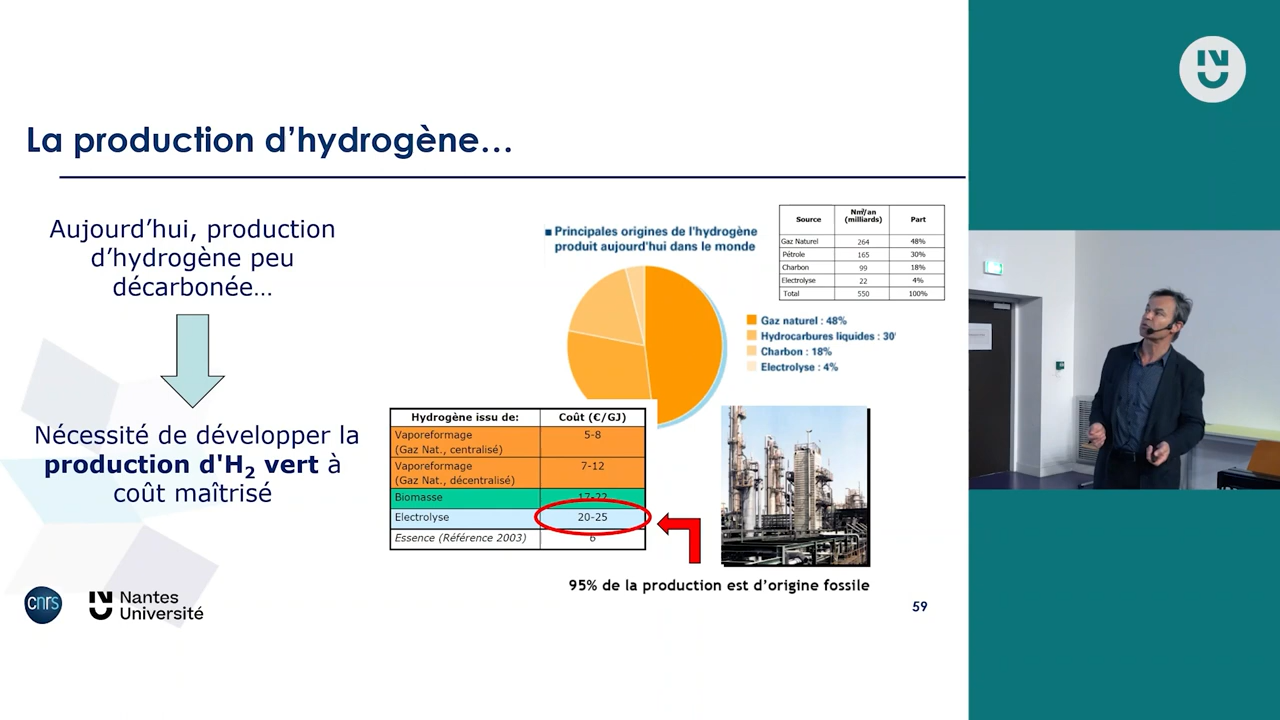 La production d'hydrogène…
Aujourd'hui, production
d'hydrogène peu
décarbonée…
Nécessité de développer la
production d'H₂ vert à
coût maîtrisé
■ Principales origines de l'hydrogène
produit aujourd'hui dans le monde
Source Nm³/an (milliards) Part
Gaz Naturel 264 48%
Pétrole 165 30%
Charbon 99 18%
Electrolyse 22 4%
Total 550 100%
Gaz naturel : 48%
Hydrocarbures liquides : 30
Charbon : 18%
Electrolyse : 4%
Hydrogène issu de: Coût (€/GJ)
Vaporeformage 5-8
(Gaz Nat., centralisé)
Vaporeformage 7-12
(Gaz Nat., décentralisé)
Biomasse 17-22
Electrolyse 20-25
Essence (Référence 2003) 6
95% de la production est d'origine fossile
cnrs
Nantes
Université
59